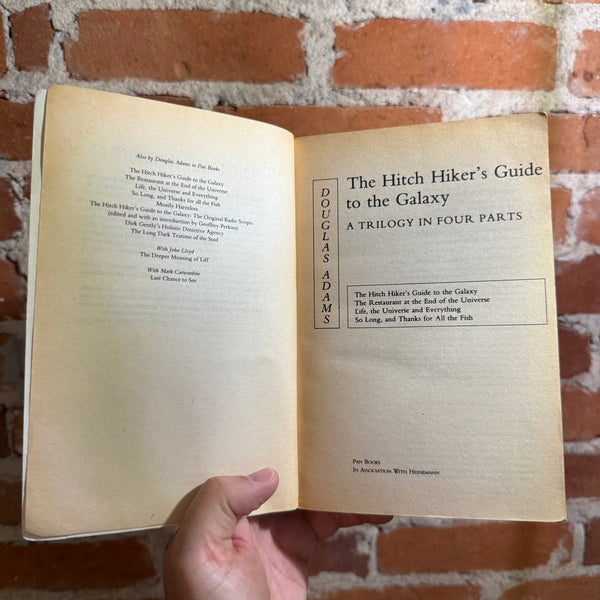 Also by Douglas Adams in Pan Books
The Hitch Hiker's Guide to the Galaxy
The Restaurant at the End of the Universe
Life, the Universe and Everything
So Long, and Thanks for all the Fish
Mostly Harmless
The Hitch Hiker's Guide to the Galaxy: The Original Radio Scripts
(edited and with an introduction by Geoffrey Perkins)
Dirk Gently's Holistic Detective Agency
The Long Dark Teatime of the Soul
With John Lloyd
The Deeper Meaning of Liff
With Mark Carwardine
Last Chance to See
DOUGLAS ADAMS
The Hitch Hiker's Guide
to the Galaxy
A TRILOGY IN FOUR PARTS
The Hitch Hiker's Guide to the Galaxy
The Restaurant at the End of the Universe
Life, the Universe and Everything
So Long, and Thanks for All the Fish
PAN BOOKS
IN ASSOCIATION WITH HEINEMANN